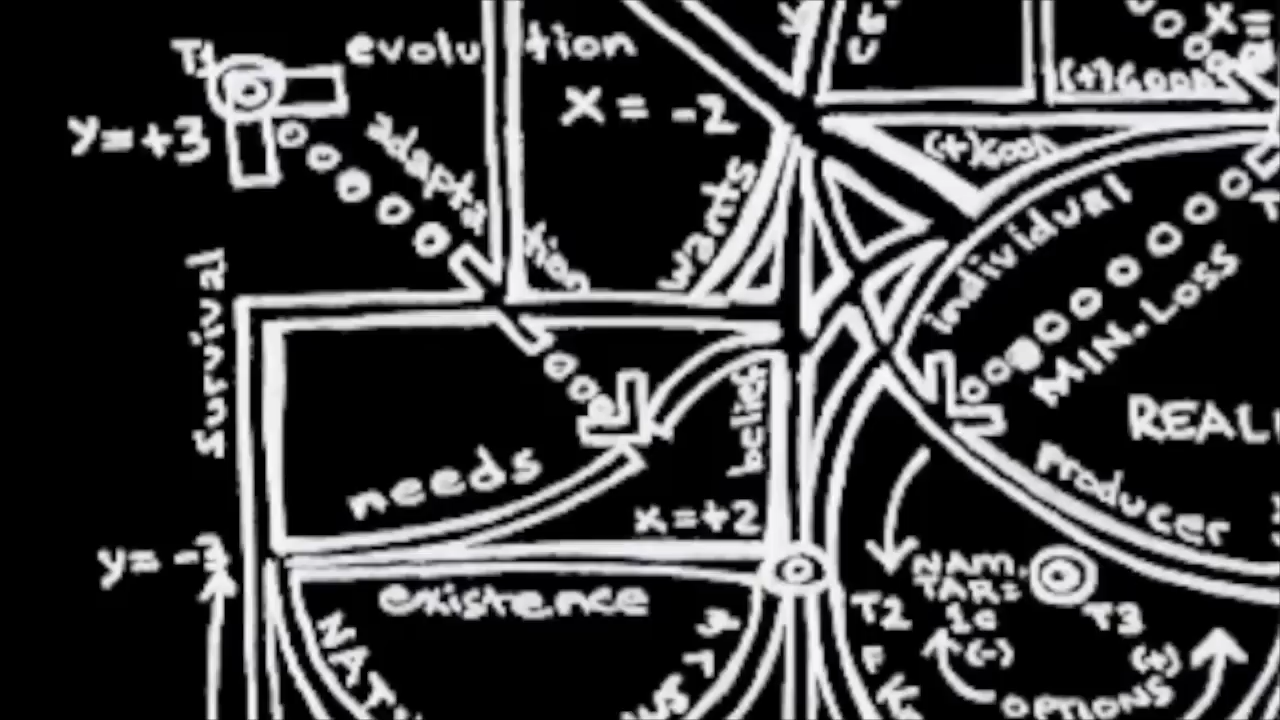 T1
evolution
y=+3
adaptation
X = -2
wants
(+)GOOD
(+)GOOD
individual
MIN. LOSS
survival
needs
belief
x=+2
REAL
producer
y= -3
existence
NAM.
TAR=
10
(-)
T2
T3
(+)
OPTIONS